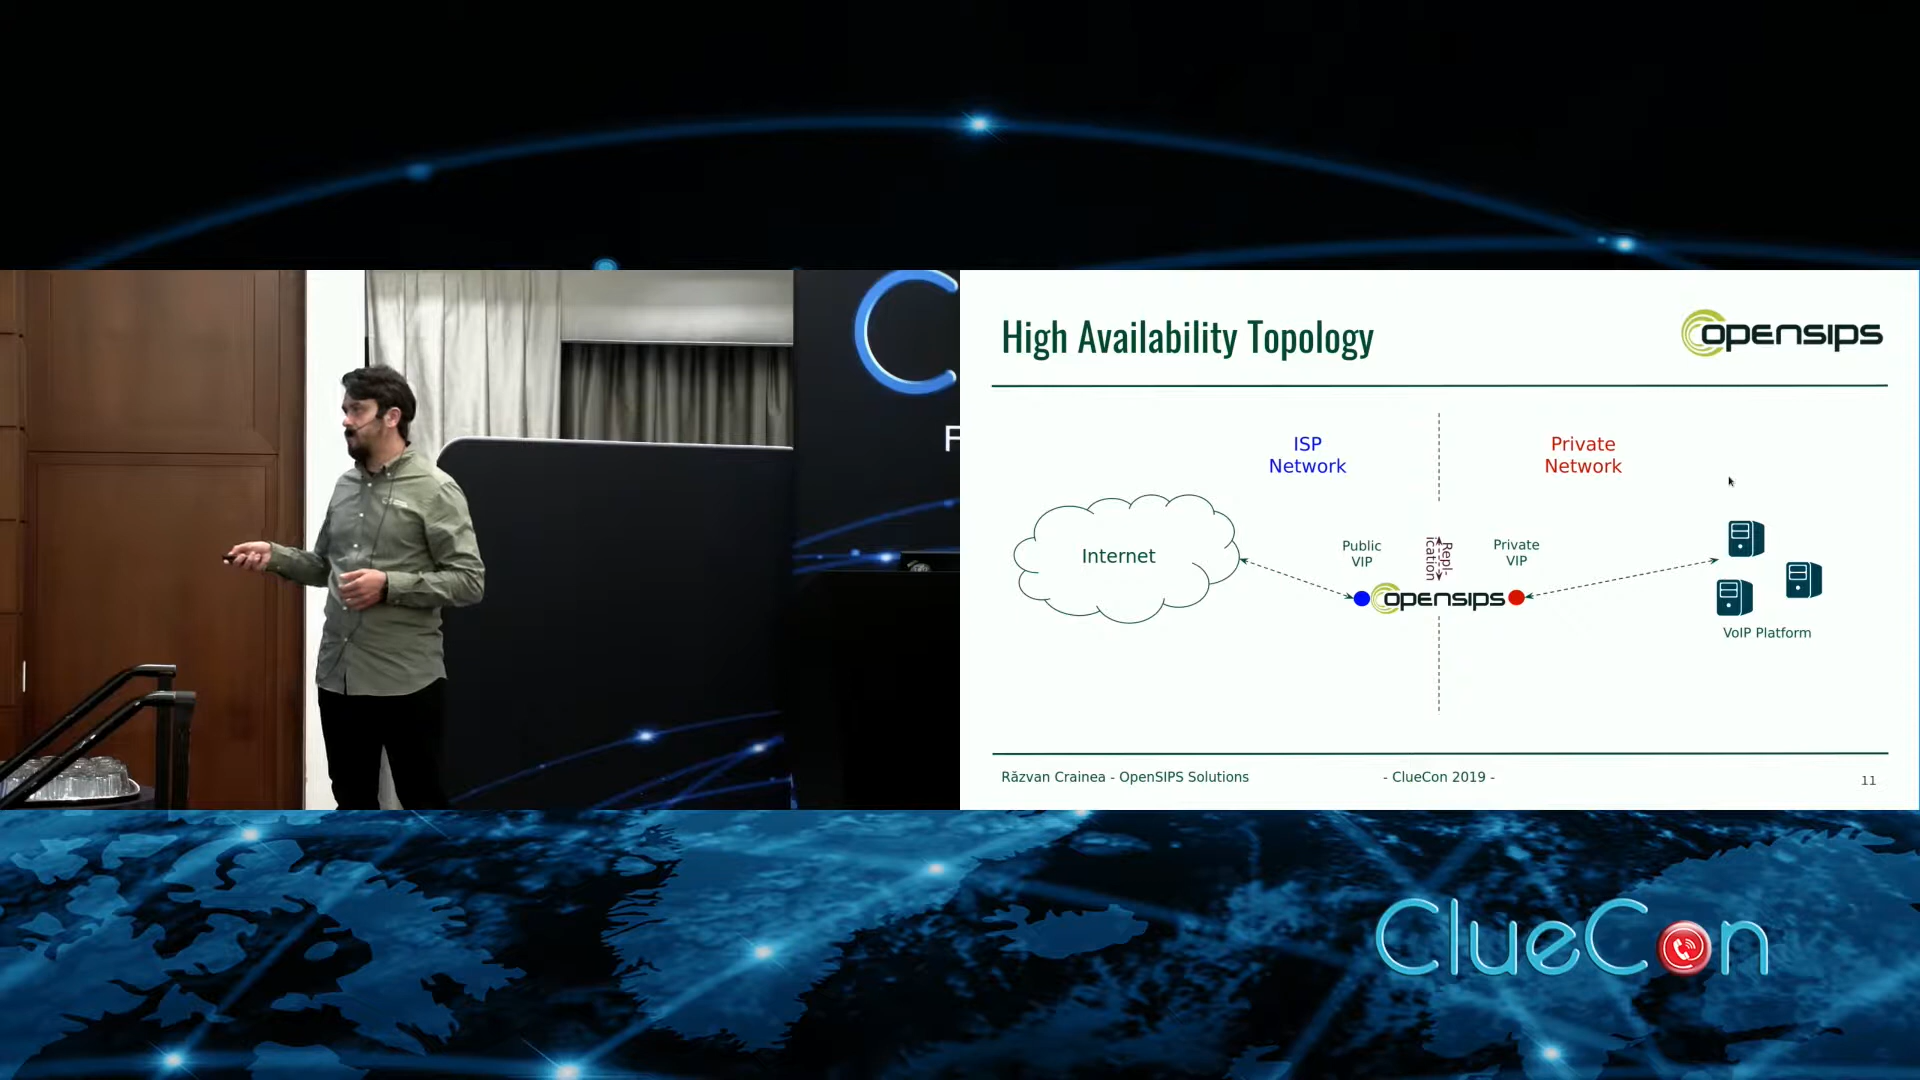 High Availability Topology
opensips
ISP
Network
Private
Network
Internet
Public
VIP
Repl-
ication
Private
VIP
opensips
VoIP Platform
Răzvan Crainea - OpenSIPS Solutions
- ClueCon 2019 -
11
F
ClueCon